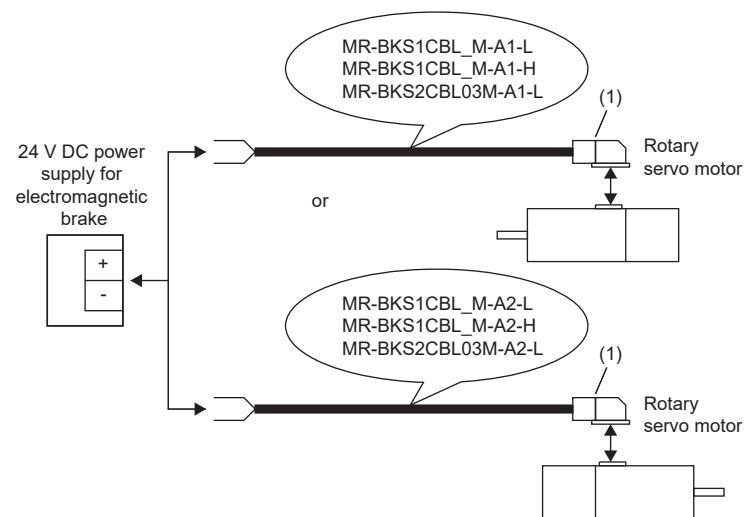 MR-BKS1CBL_M-A1-L
MR-BKS1CBL_M-A1-H
MR-BKS2CBL03M-A1-L
(1)
Rotary
servo motor
24 V DC power
supply for
electromagnetic
brake
or
+
-
MR-BKS1CBL_M-A2-L
MR-BKS1CBL_M-A2-H
MR-BKS2CBL03M-A2-L
(1)
Rotary
servo motor